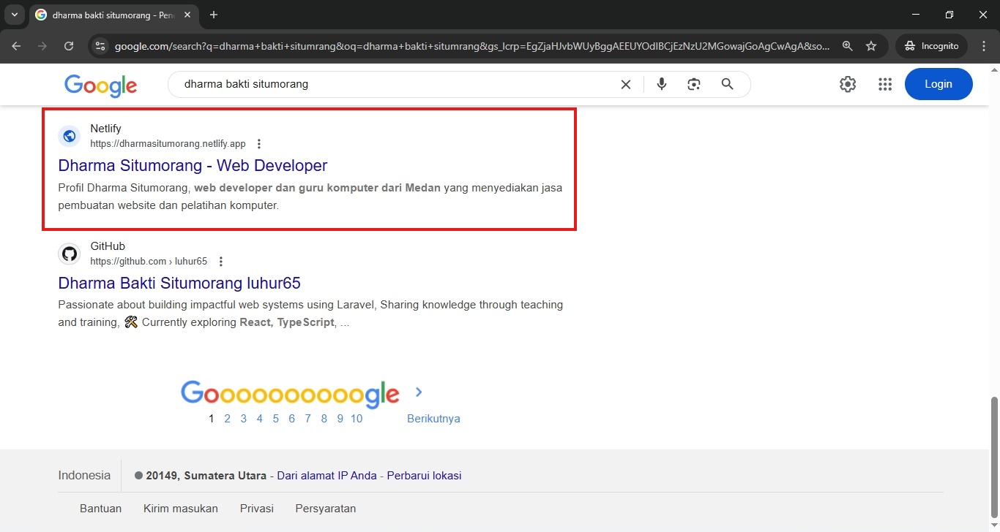 dharma bakti situmorang - Pen
google.com/search?q=dharma+bakti+situmrang&oq=dharma+bakti+situmrang&gs_lcrp=EgZjaHJvbWUyBggAEEUYOdIBCjEzNzU2MGowajGoAgCwAgA&so...
Incognito
Google
dharma bakti situmorang
Login
Netlify
https://dharmasitumorang.netlify.app
Dharma Situmorang - Web Developer
Profil Dharma Situmorang, web developer dan guru komputer dari Medan yang menyediakan jasa
pembuatan website dan pelatihan komputer.
GitHub
https://github.com › luhur65
Dharma Bakti Situmorang luhur65
Passionate about building impactful web systems using Laravel, Sharing knowledge through teaching
and training, 🛠 Currently exploring React, TypeScript, ...
Goooooooooogle
1 2 3 4 5 6 7 8 9 10 Berikutnya
Indonesia
20149, Sumatera Utara - Dari alamat IP Anda - Perbarui lokasi
Bantuan Kirim masukan Privasi Persyaratan